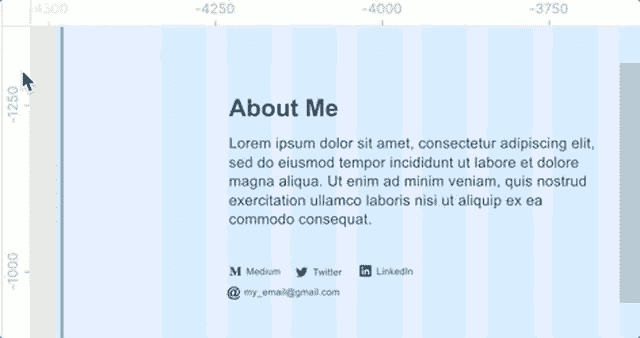 -4500 -4250 -4000 -3750
-1250
About Me
Lorem ipsum dolor sit amet, consectetur adipiscing elit,
sed do eiusmod tempor incididunt ut labore et dolore
magna aliqua. Ut enim ad minim veniam, quis nostrud
exercitation ullamco laboris nisi ut aliquip ex ea
commodo consequat.
-1000
M Medium Twitter in LinkedIn
@ my_email@gmail.com